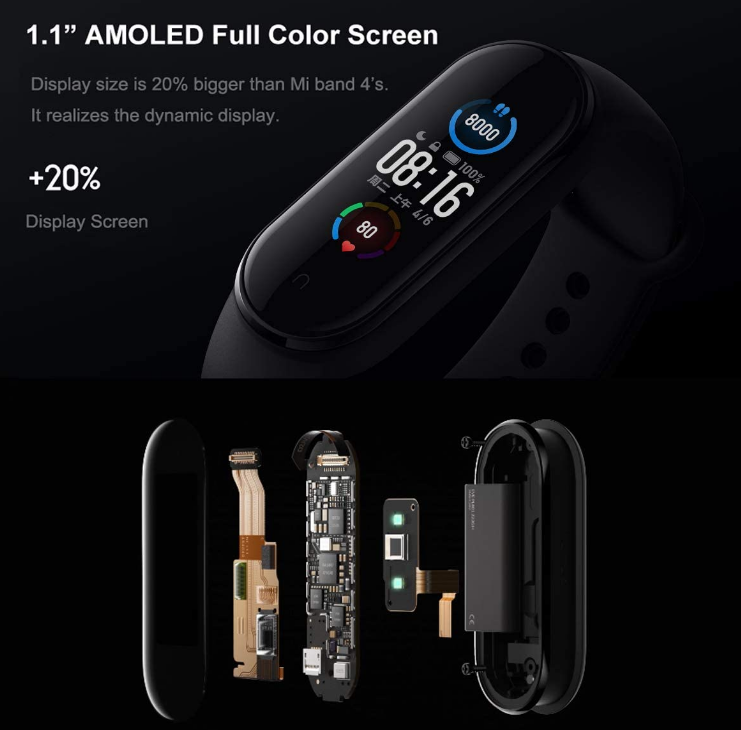 1.1” AMOLED Full Color Screen
Display size is 20% bigger than Mi band 4’s.
It realizes the dynamic display.
+20%
Display Screen
8000
100%
08:16
周二 上午 4/6
80
CE